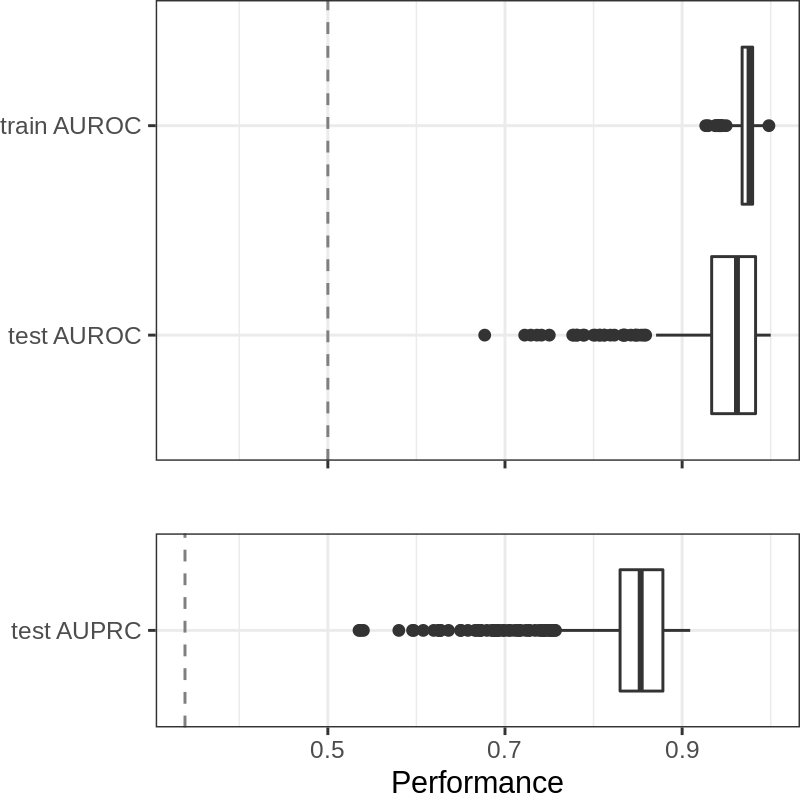 train AUROC
test AUROC
test AUPRC
0.5 0.7 0.9
Performance